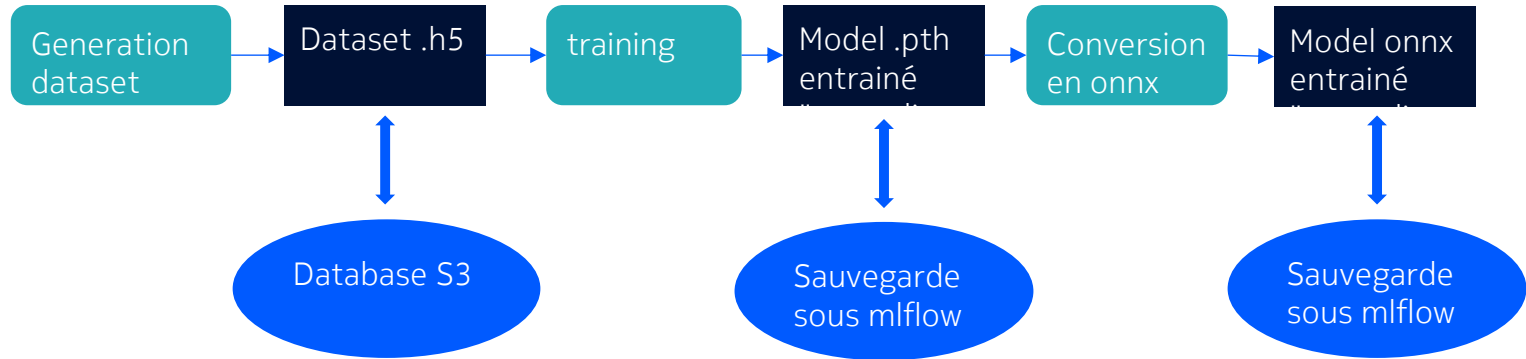 Generation
dataset
Dataset .h5
training
Model .pth
entrainé
Conversion
en onnx
Model onnx
entrainé
Database S3
Sauvegarde
sous mlflow
Sauvegarde
sous mlflow